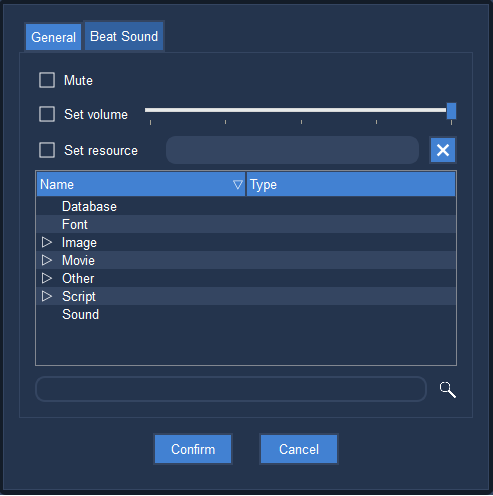 General
Beat Sound
Mute
Set volume
Set resource
Name Type
Database
Font
Image
Movie
Other
Script
Sound
Confirm Cancel